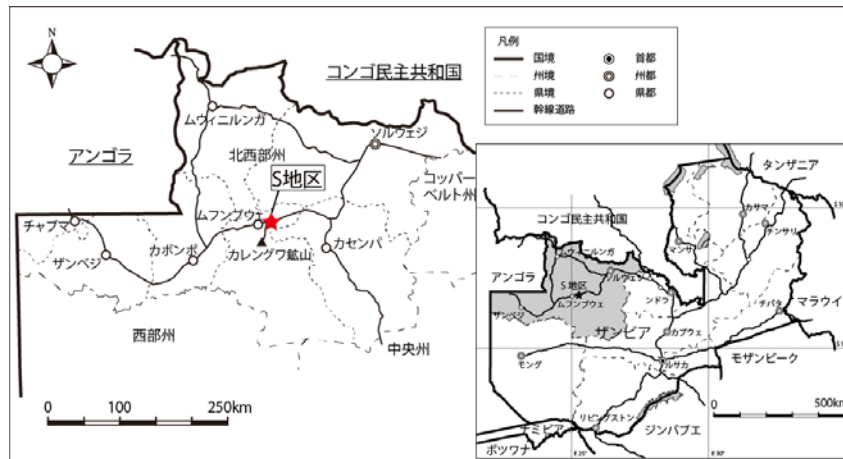 N
コンゴ民主共和国
ムウィニルンガ
ソルウェジ
アンゴラ
北西部州
S地区
コッパー
ベルト州
チャブマ
ムフンブウェ
カボンポ
カレングワ鉱山
カセンパ
ザンベジ
西部州
中央州
0 100 250km
凡例
国境
首都
州境
州都
県境
県都
幹線道路
タンザニア
カサマ
コンゴ民主共和国
チンサリ
マンサ
ムウィニルンガ
ソルウェジ
アンゴラ
S 地区
ムフンブウェ
ンドラ
チパタ
マラウイ
ザンベジ
ザンビア
カブウェ
モング
ルサカ
モザンビーク
リビングストン
0 500km
ナミビア
ジンバブエ
ボツワナ
E 25°
E 30°